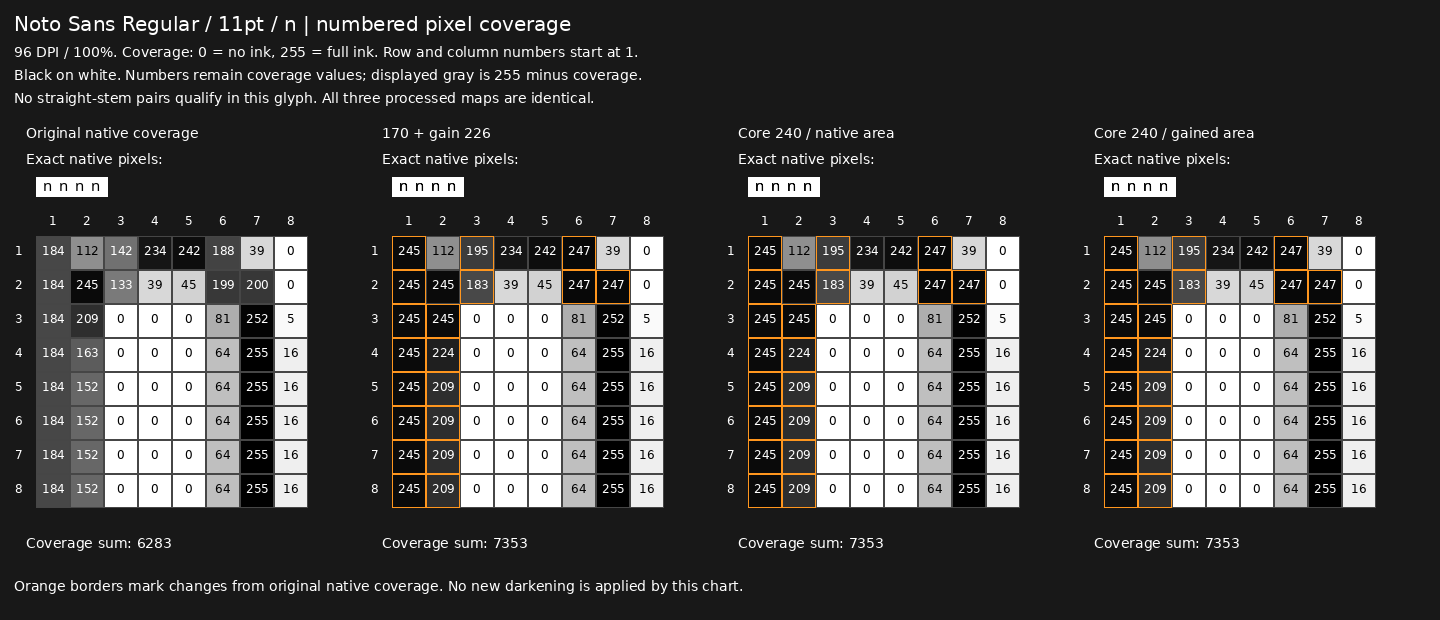 Noto Sans Regular / 11pt / n | numbered pixel coverage
96 DPI / 100%. Coverage: 0 = no ink, 255 = full ink. Row and column numbers start at 1.
Black on white. Numbers remain coverage values; displayed gray is 255 minus coverage.
No straight-stem pairs qualify in this glyph. All three processed maps are identical.
Original native coverage
Exact native pixels:
n n n n
1 2 3 4 5 6 7 8
1 184 112 142 234 242 188 39 0
2 184 245 133 39 45 199 200 0
3 184 209 0 0 0 81 252 5
4 184 163 0 0 0 64 255 16
5 184 152 0 0 0 64 255 16
6 184 152 0 0 0 64 255 16
7 184 152 0 0 0 64 255 16
8 184 152 0 0 0 64 255 16
Coverage sum: 6283
170 + gain 226
Exact native pixels:
n n n n
1 2 3 4 5 6 7 8
1 245 112 195 234 242 247 39 0
2 245 245 183 39 45 247 247 0
3 245 245 0 0 0 81 252 5
4 245 224 0 0 0 64 255 16
5 245 209 0 0 0 64 255 16
6 245 209 0 0 0 64 255 16
7 245 209 0 0 0 64 255 16
8 245 209 0 0 0 64 255 16
Coverage sum: 7353
Core 240 / native area
Exact native pixels:
n n n n
1 2 3 4 5 6 7 8
1 245 112 195 234 242 247 39 0
2 245 245 183 39 45 247 247 0
3 245 245 0 0 0 81 252 5
4 245 224 0 0 0 64 255 16
5 245 209 0 0 0 64 255 16
6 245 209 0 0 0 64 255 16
7 245 209 0 0 0 64 255 16
8 245 209 0 0 0 64 255 16
Coverage sum: 7353
Core 240 / gained area
Exact native pixels:
n n n n
1 2 3 4 5 6 7 8
1 245 112 195 234 242 247 39 0
2 245 245 183 39 45 247 247 0
3 245 245 0 0 0 81 252 5
4 245 224 0 0 0 64 255 16
5 245 209 0 0 0 64 255 16
6 245 209 0 0 0 64 255 16
7 245 209 0 0 0 64 255 16
8 245 209 0 0 0 64 255 16
Coverage sum: 7353
Orange borders mark changes from original native coverage. No new darkening is applied by this chart.